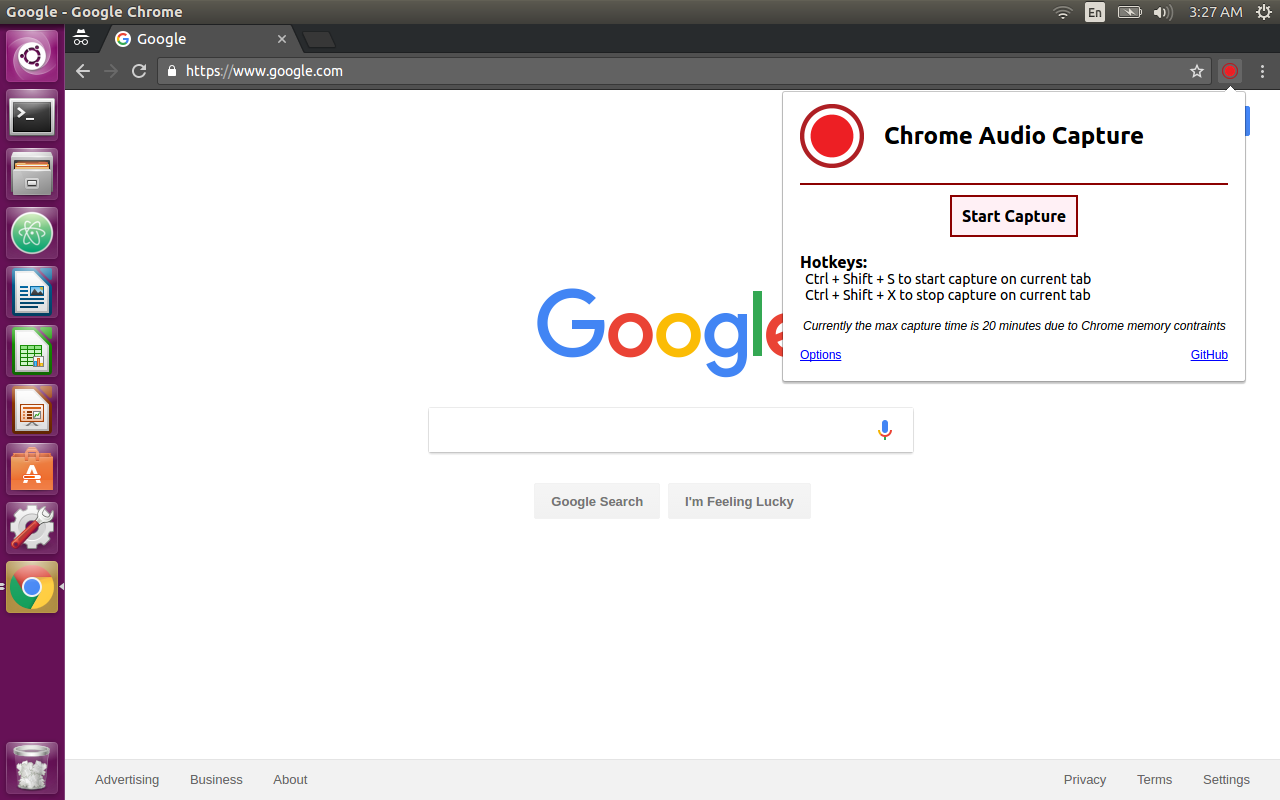 Google - Google Chrome
En
3:27 AM
Google
https://www.google.com
Chrome Audio Capture
Start Capture
Hotkeys:
Ctrl + Shift + S to start capture on current tab
Ctrl + Shift + X to stop capture on current tab
Currently the max capture time is 20 minutes due to Chrome memory contraints
Options
GitHub
Google
Google Search
I'm Feeling Lucky
Advertising
Business
About
Privacy
Terms
Settings